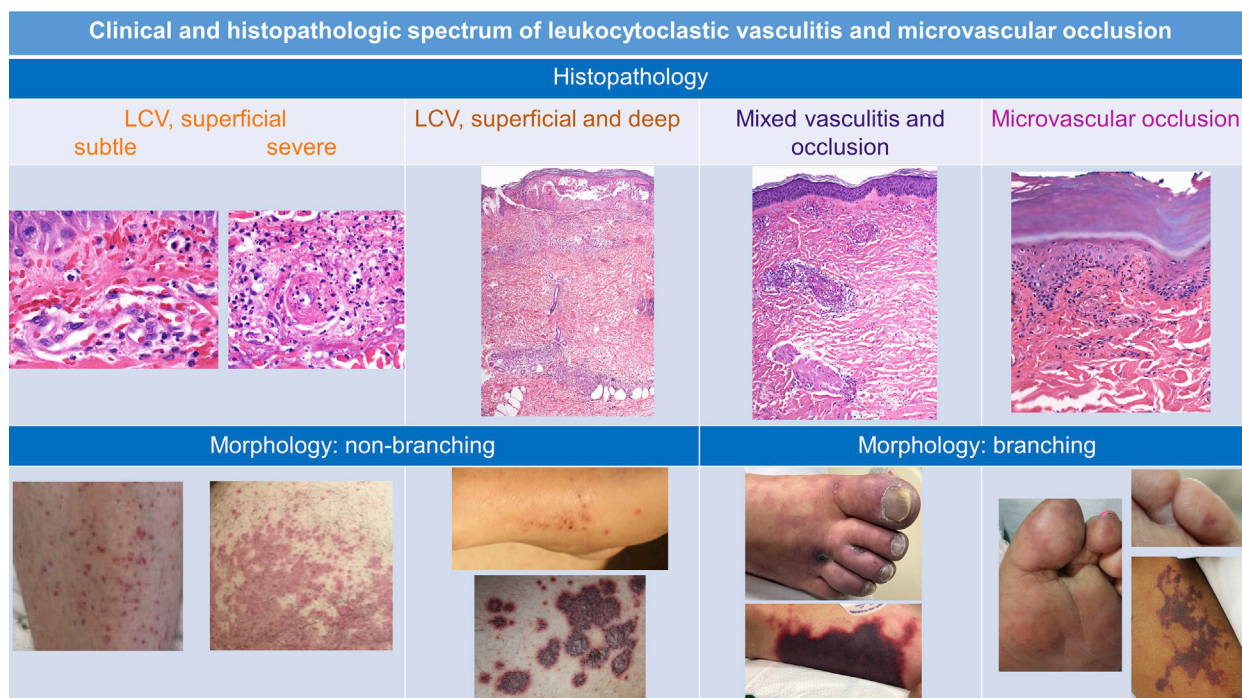 Clinical and histopathologic spectrum of leukocytoclastic vasculitis and microvascular occlusion
Histopathology
LCV, superficial
subtle severe
LCV, superficial and deep
Mixed vasculitis and
occlusion
Microvascular occlusion
Morphology: non-branching
Morphology: branching